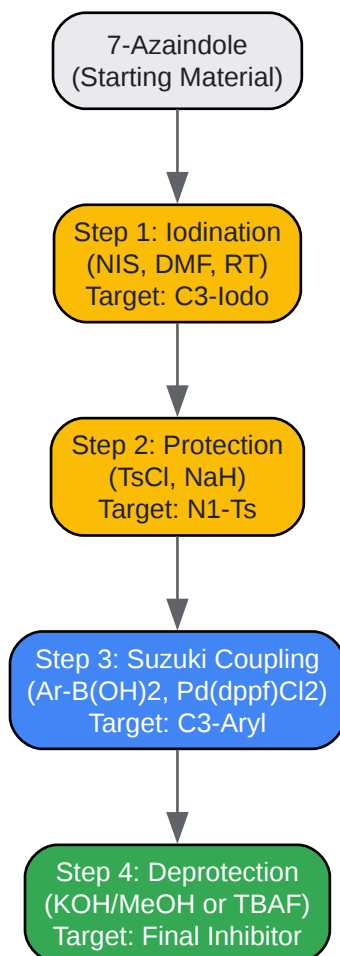 7-Azaindole
(Starting Material)
Step 1: Iodination
(NIS, DMF, RT)
Target: C3-Iodo
Step 2: Protection
(TsCl, NaH)
Target: N1-Ts
Step 3: Suzuki Coupling
(Ar-B(OH)2, Pd(dppf)Cl2)
Target: C3-Aryl
Step 4: Deprotection
(KOH/MeOH or TBAF)
Target: Final Inhibitor